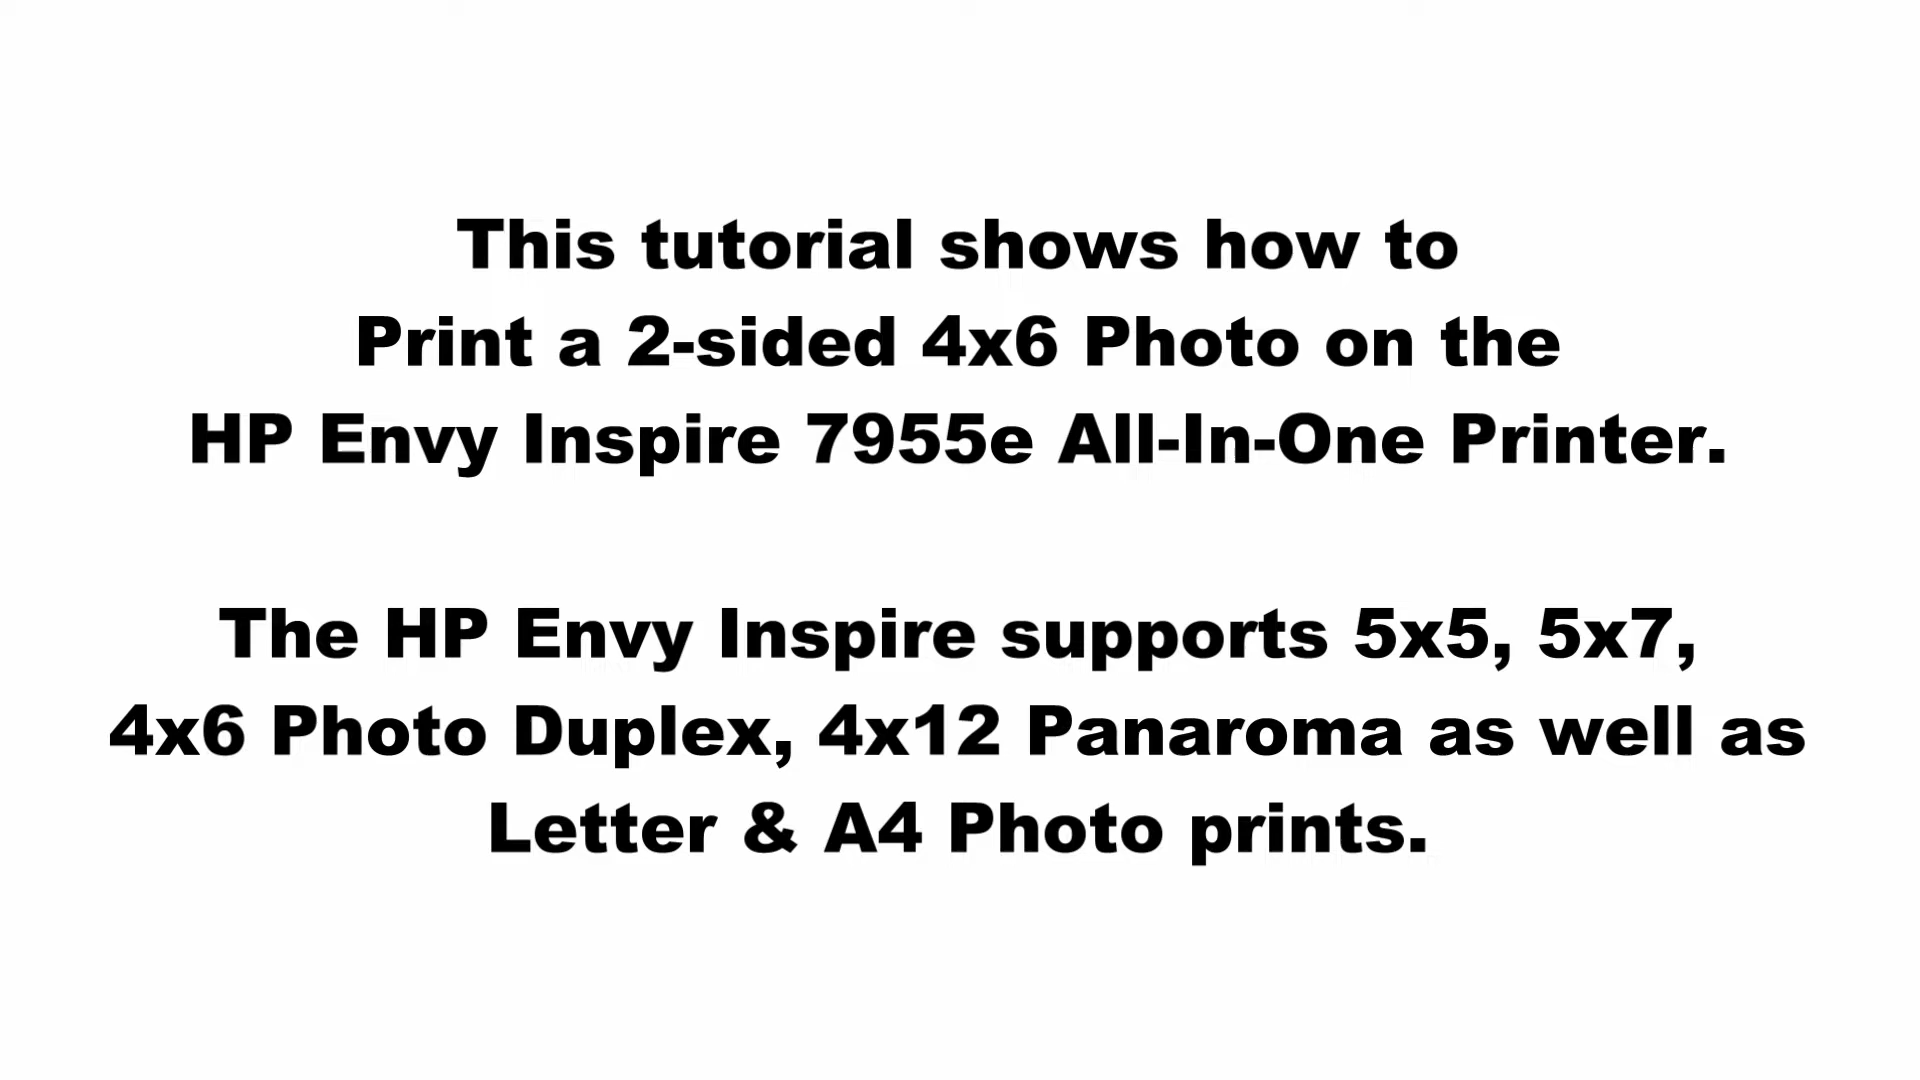 This tutorial shows how to
Print a 2-sided 4x6 Photo on the
HP Envy Inspire 7955e All-In-One Printer.
The HP Envy Inspire supports 5x5, 5x7,
4x6 Photo Duplex, 4x12 Panaroma as well as
Letter & A4 Photo prints.